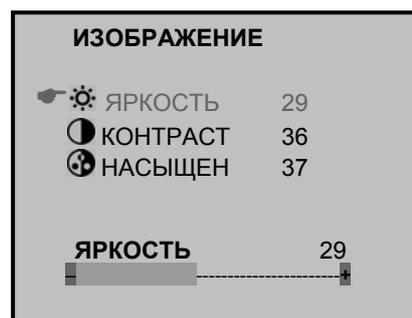 ИЗОБРАЖЕНИЕ
ЯРКОСТЬ 29
КОНТРАСТ 36
НАСЫЩЕН 37
ЯРКОСТЬ 29
– +